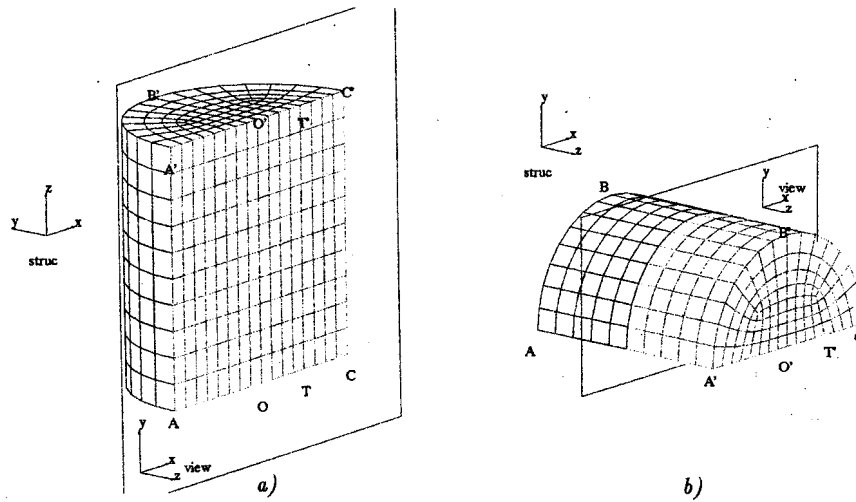 B' C'
O' T'
A'
z
y x
struc
A O T C
y
x
z view
a)
y
x
z
struc
y
view
x
z
B
B'
A
A' O' T'
b)